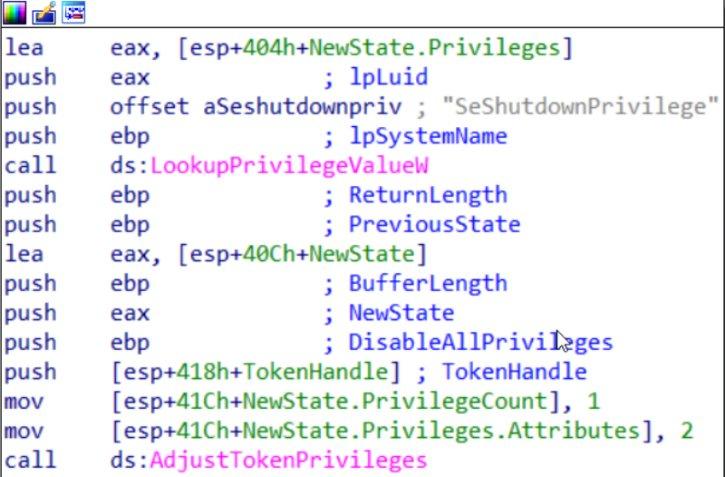 lea eax, [esp+404h+NewState.Privileges]
push eax ; lpLuid
push offset aSeshutdownpriv ; "SeShutdownPrivilege"
push ebp ; lpSystemName
call ds:LookupPrivilegeValueW
push ebp ; ReturnLength
push ebp ; PreviousState
lea eax, [esp+40Ch+NewState]
push ebp ; BufferLength
push eax ; NewState
push ebp ; DisableAllPrivileges
push [esp+418h+TokenHandle] ; TokenHandle
mov [esp+41Ch+NewState.PrivilegeCount], 1
mov [esp+41Ch+NewState.Privileges.Attributes], 2
call ds:AdjustTokenPrivileges